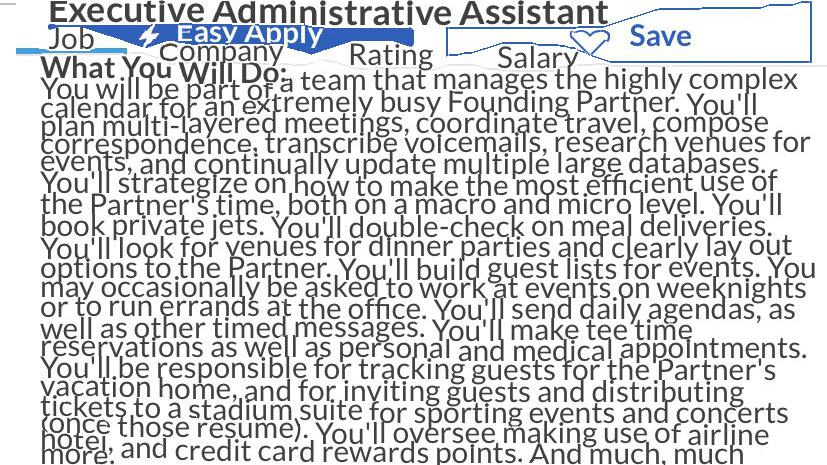 Executive Administrative Assistant
Job
Easy Apply
Save
Company
Rating
Salary
What You Will Do:
You will be part of a team that manages the highly complex
calendar for an extremely busy Founding Partner. You'll
plan multi-layered meetings, coordinate travel, compose
correspondence, transcribe voicemails, research venues for
events, and continually update multiple large databases.
You'll strategize on how to make the most efficient use of
the Partner's time, both on a macro and micro level. You'll
book private jets. You'll double-check on meal deliveries.
You'll look for venues for dinner parties and clearly lay out
options to the Partner. You'll build guest lists for events. You
may occasionally be asked to work at events on weeknights
or to run errands at the office. You'll send daily agendas, as
well as other timed messages. You'll make tee time
reservations as well as personal and medical appointments.
You'll be responsible for tracking guests for the Partner's
vacation home, and for inviting guests and distributing
tickets to a stadium suite for sporting events and concerts
(once those resume). You'll oversee making use of airline
hotel, and credit card rewards points. And much, much
more.